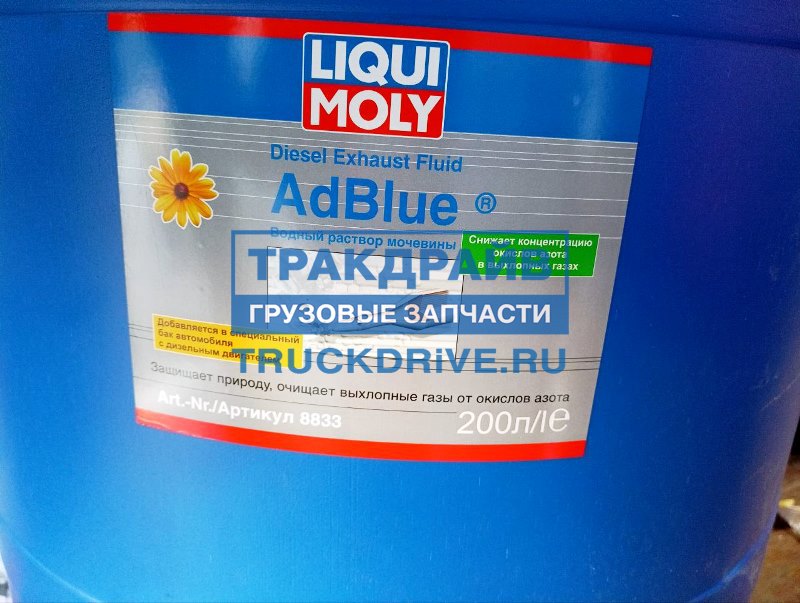 LIQUI
MOLY
Diesel Exhaust Fluid
AdBlue ®
Водный раствор мочевины
Снижает концентрацию
окислов азота
в выхлопных газах
ТРАКДРАЙВ
ГРУЗОВЫЕ ЗАПЧАСТИ
TRUCKDRIVE.RU
Добавляется в специальный
бак автомобиля
с дизельным двигателем
Защищает природу, очищает выхлопные газы от окислов азота
Art.-Nr./Артикул 8833
200л/l℮